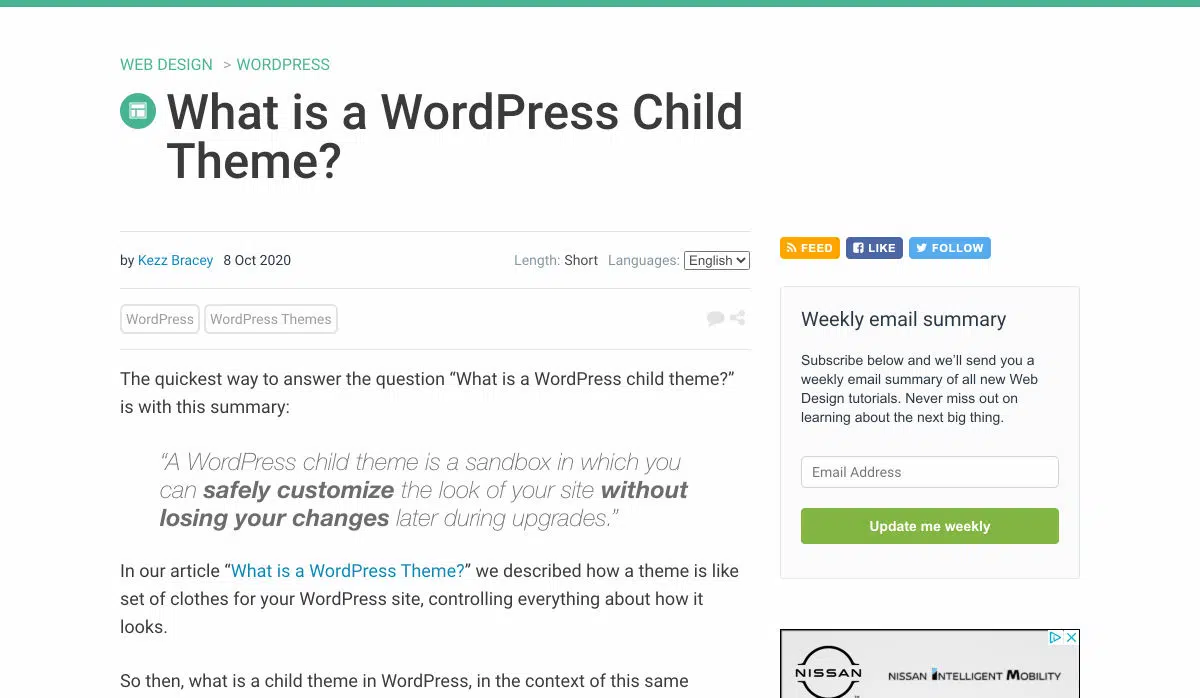 WEB DESIGN > WORDPRESS
What is a WordPress Child
Theme?
by Kezz Bracey 8 Oct 2020
Length: Short Languages: English
WordPress WordPress Themes
The quickest way to answer the question “What is a WordPress child theme?”
is with this summary:
“A WordPress child theme is a sandbox in which you
can safely customize the look of your site without
losing your changes later during upgrades.”
In our article “What is a WordPress Theme?” we described how a theme is like
set of clothes for your WordPress site, controlling everything about how it
looks.
So then, what is a child theme in WordPress, in the context of this same
FEED LIKE FOLLOW
Weekly email summary
Subscribe below and we’ll send you a
weekly email summary of all new Web
Design tutorials. Never miss out on
learning about the next big thing.
Email Address
Update me weekly
NISSAN NISSAN INTELLIGENT MOBILITY